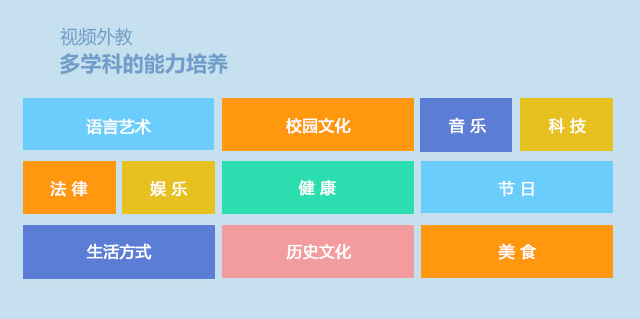 视频外教
多学科的能力培养
语言艺术
校园文化
音 乐
科 技
法 律
娱 乐
健 康
节 日
生活方式
历史文化
美 食